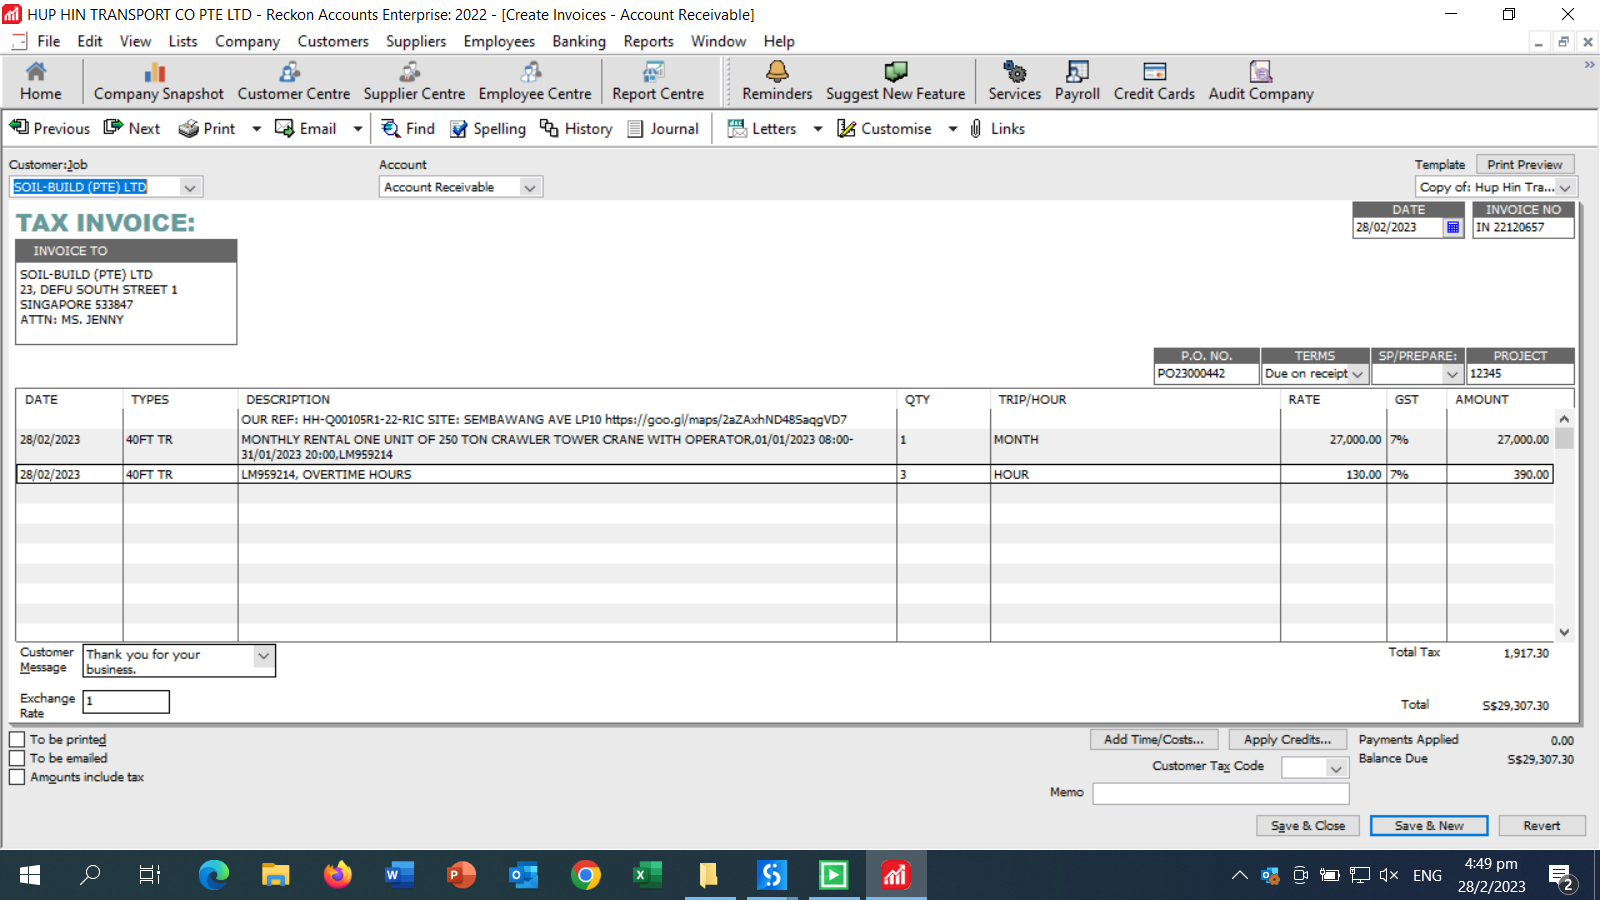 HUP HIN TRANSPORT CO PTE LTD - Reckon Accounts Enterprise: 2022 - [Create Invoices - Account Receivable]
File Edit View Lists Company Customers Suppliers Employees Banking Reports Window Help
Home Company Snapshot Customer Centre Supplier Centre Employee Centre Report Centre Reminders Suggest New Feature Services Payroll Credit Cards Audit Company
Previous Next Print Email Find Spelling History Journal Letters Customise Links
Customer:Job Account Template Print Preview
SOIL-BUILD (PTE) LTD Account Receivable Copy of: Hup Hin Tra...
TAX INVOICE:
DATE INVOICE NO
28/02/2023 IN 22120657
INVOICE TO
SOIL-BUILD (PTE) LTD
23, DEFU SOUTH STREET 1
SINGAPORE 533847
ATTN: MS. JENNY
P.O. NO. TERMS SP/PREPARE: PROJECT
PO23000442 Due on receipt 12345
DATE TYPES DESCRIPTION QTY TRIP/HOUR RATE GST AMOUNT
OUR REF: HH-Q00105R1-22-RIC SITE: SEMBAWANG AVE LP10 https://goo.gl/maps/2aZAxhND48SaqgVD7
28/02/2023 40FT TR MONTHLY RENTAL ONE UNIT OF 250 TON CRAWLER TOWER CRANE WITH OPERATOR,01/01/2023 08:00- 1 MONTH 27,000.00 7% 27,000.00
31/01/2023 20:00,LM959214
28/02/2023 40FT TR LM959214, OVERTIME HOURS 3 HOUR 130.00 7% 390.00
Customer Message Thank you for your business. Total Tax 1,917.30
Exchange Rate 1 Total S$29,307.30
To be printed Add Time/Costs... Apply Credits... Payments Applied 0.00
To be emailed Customer Tax Code Balance Due S$29,307.30
Amounts include tax
Memo
Save & Close Save & New Revert
ENG 4:49 pm
28/2/2023 2